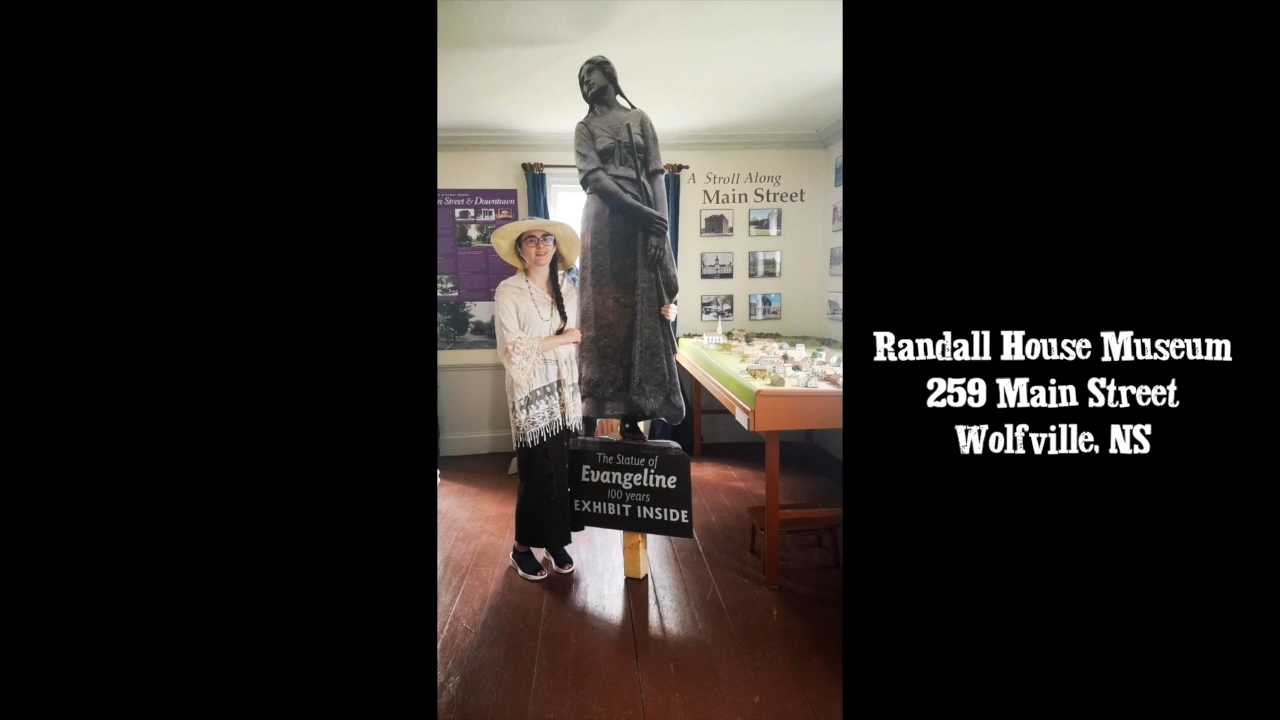 n Street & Downtown
A Stroll Along
Main Street
The Statue of
Evangeline
100 years
EXHIBIT INSIDE
Randall House Museum
259 Main Street
Wolfville, NS